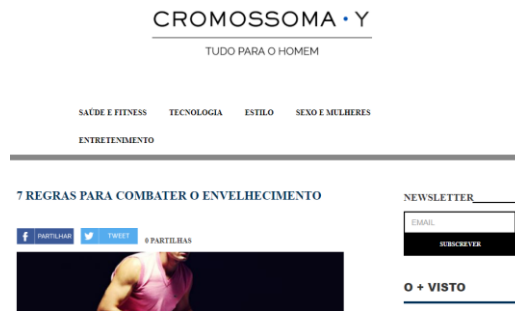 CROMOSSOMA • Y
TUDO PARA O HOMEM
SAÚDE E FITNESS TECNOLOGIA ESTILO SEXO E MULHERES
ENTRETENIMENTO
7 REGRAS PARA COMBATER O ENVELHECIMENTO
PARTILHAR TWEET 0 PARTILHAS
NEWSLETTER
EMAIL
SUBSCREVER
O + VISTO